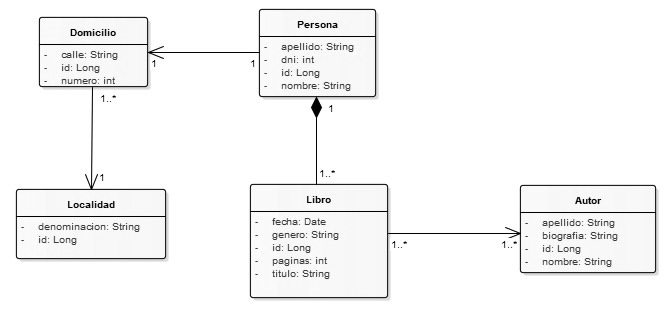 Domicilio
- calle: String
- id: Long
- numero: int
Persona
- apellido: String
- dni: int
- id: Long
- nombre: String
1
1
1..*
1
1
1..*
Localidad
- denominacion: String
- id: Long
Libro
- fecha: Date
- genero: String
- id: Long
- paginas: int
- titulo: String
1..*
1..*
Autor
- apellido: String
- biografia: String
- id: Long
- nombre: String